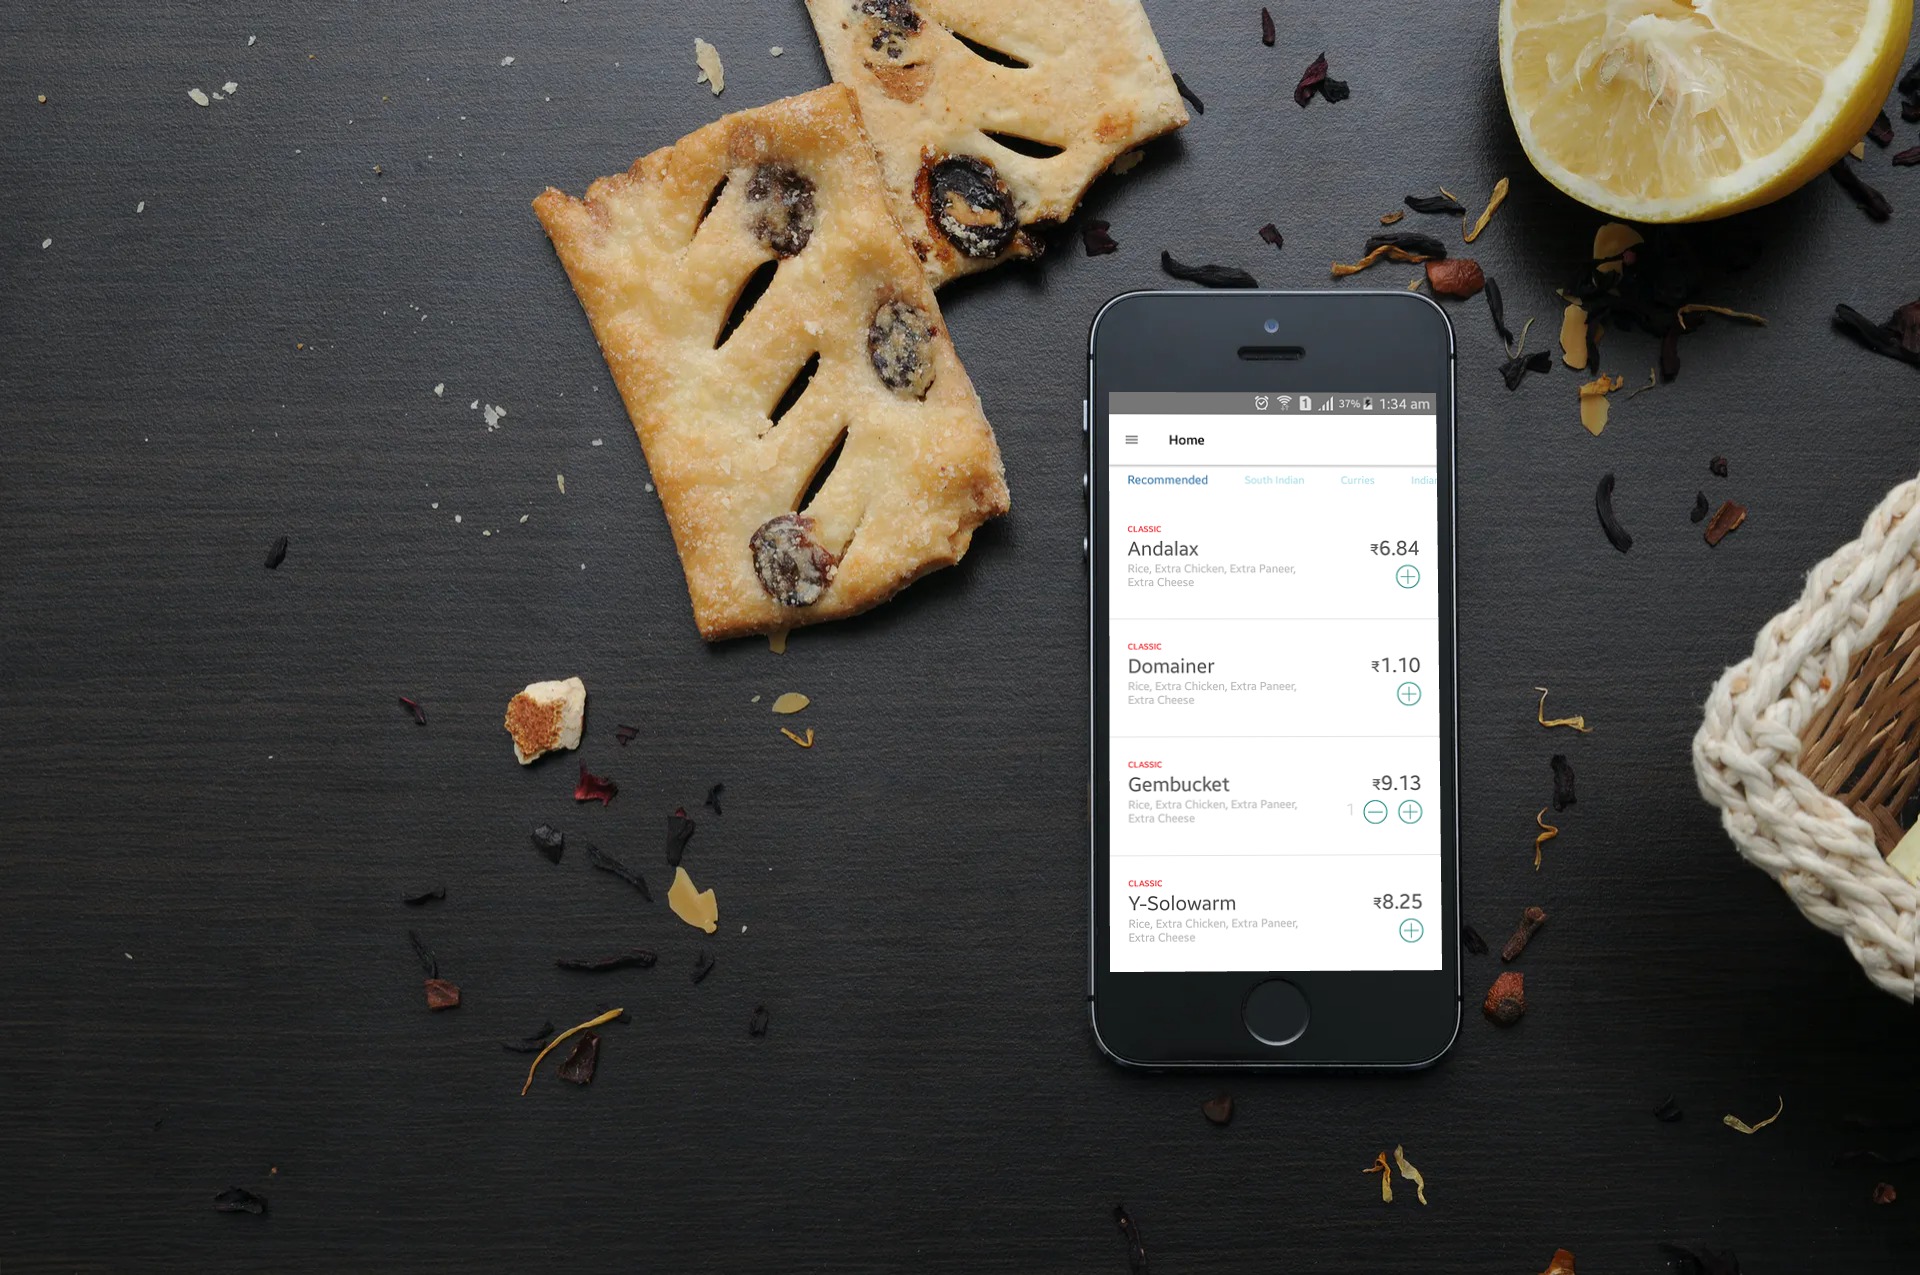 1 37% 1:34 am
Home
Recommended South Indian Curries Indian
CLASSIC
Andalax ₹6.84
Rice, Extra Chicken, Extra Paneer,
Extra Cheese
CLASSIC
Domainer ₹1.10
Rice, Extra Chicken, Extra Paneer,
Extra Cheese
CLASSIC
Gembucket ₹9.13
Rice, Extra Chicken, Extra Paneer, 1
Extra Cheese
CLASSIC
Y-Solowarm ₹8.25
Rice, Extra Chicken, Extra Paneer,
Extra Cheese